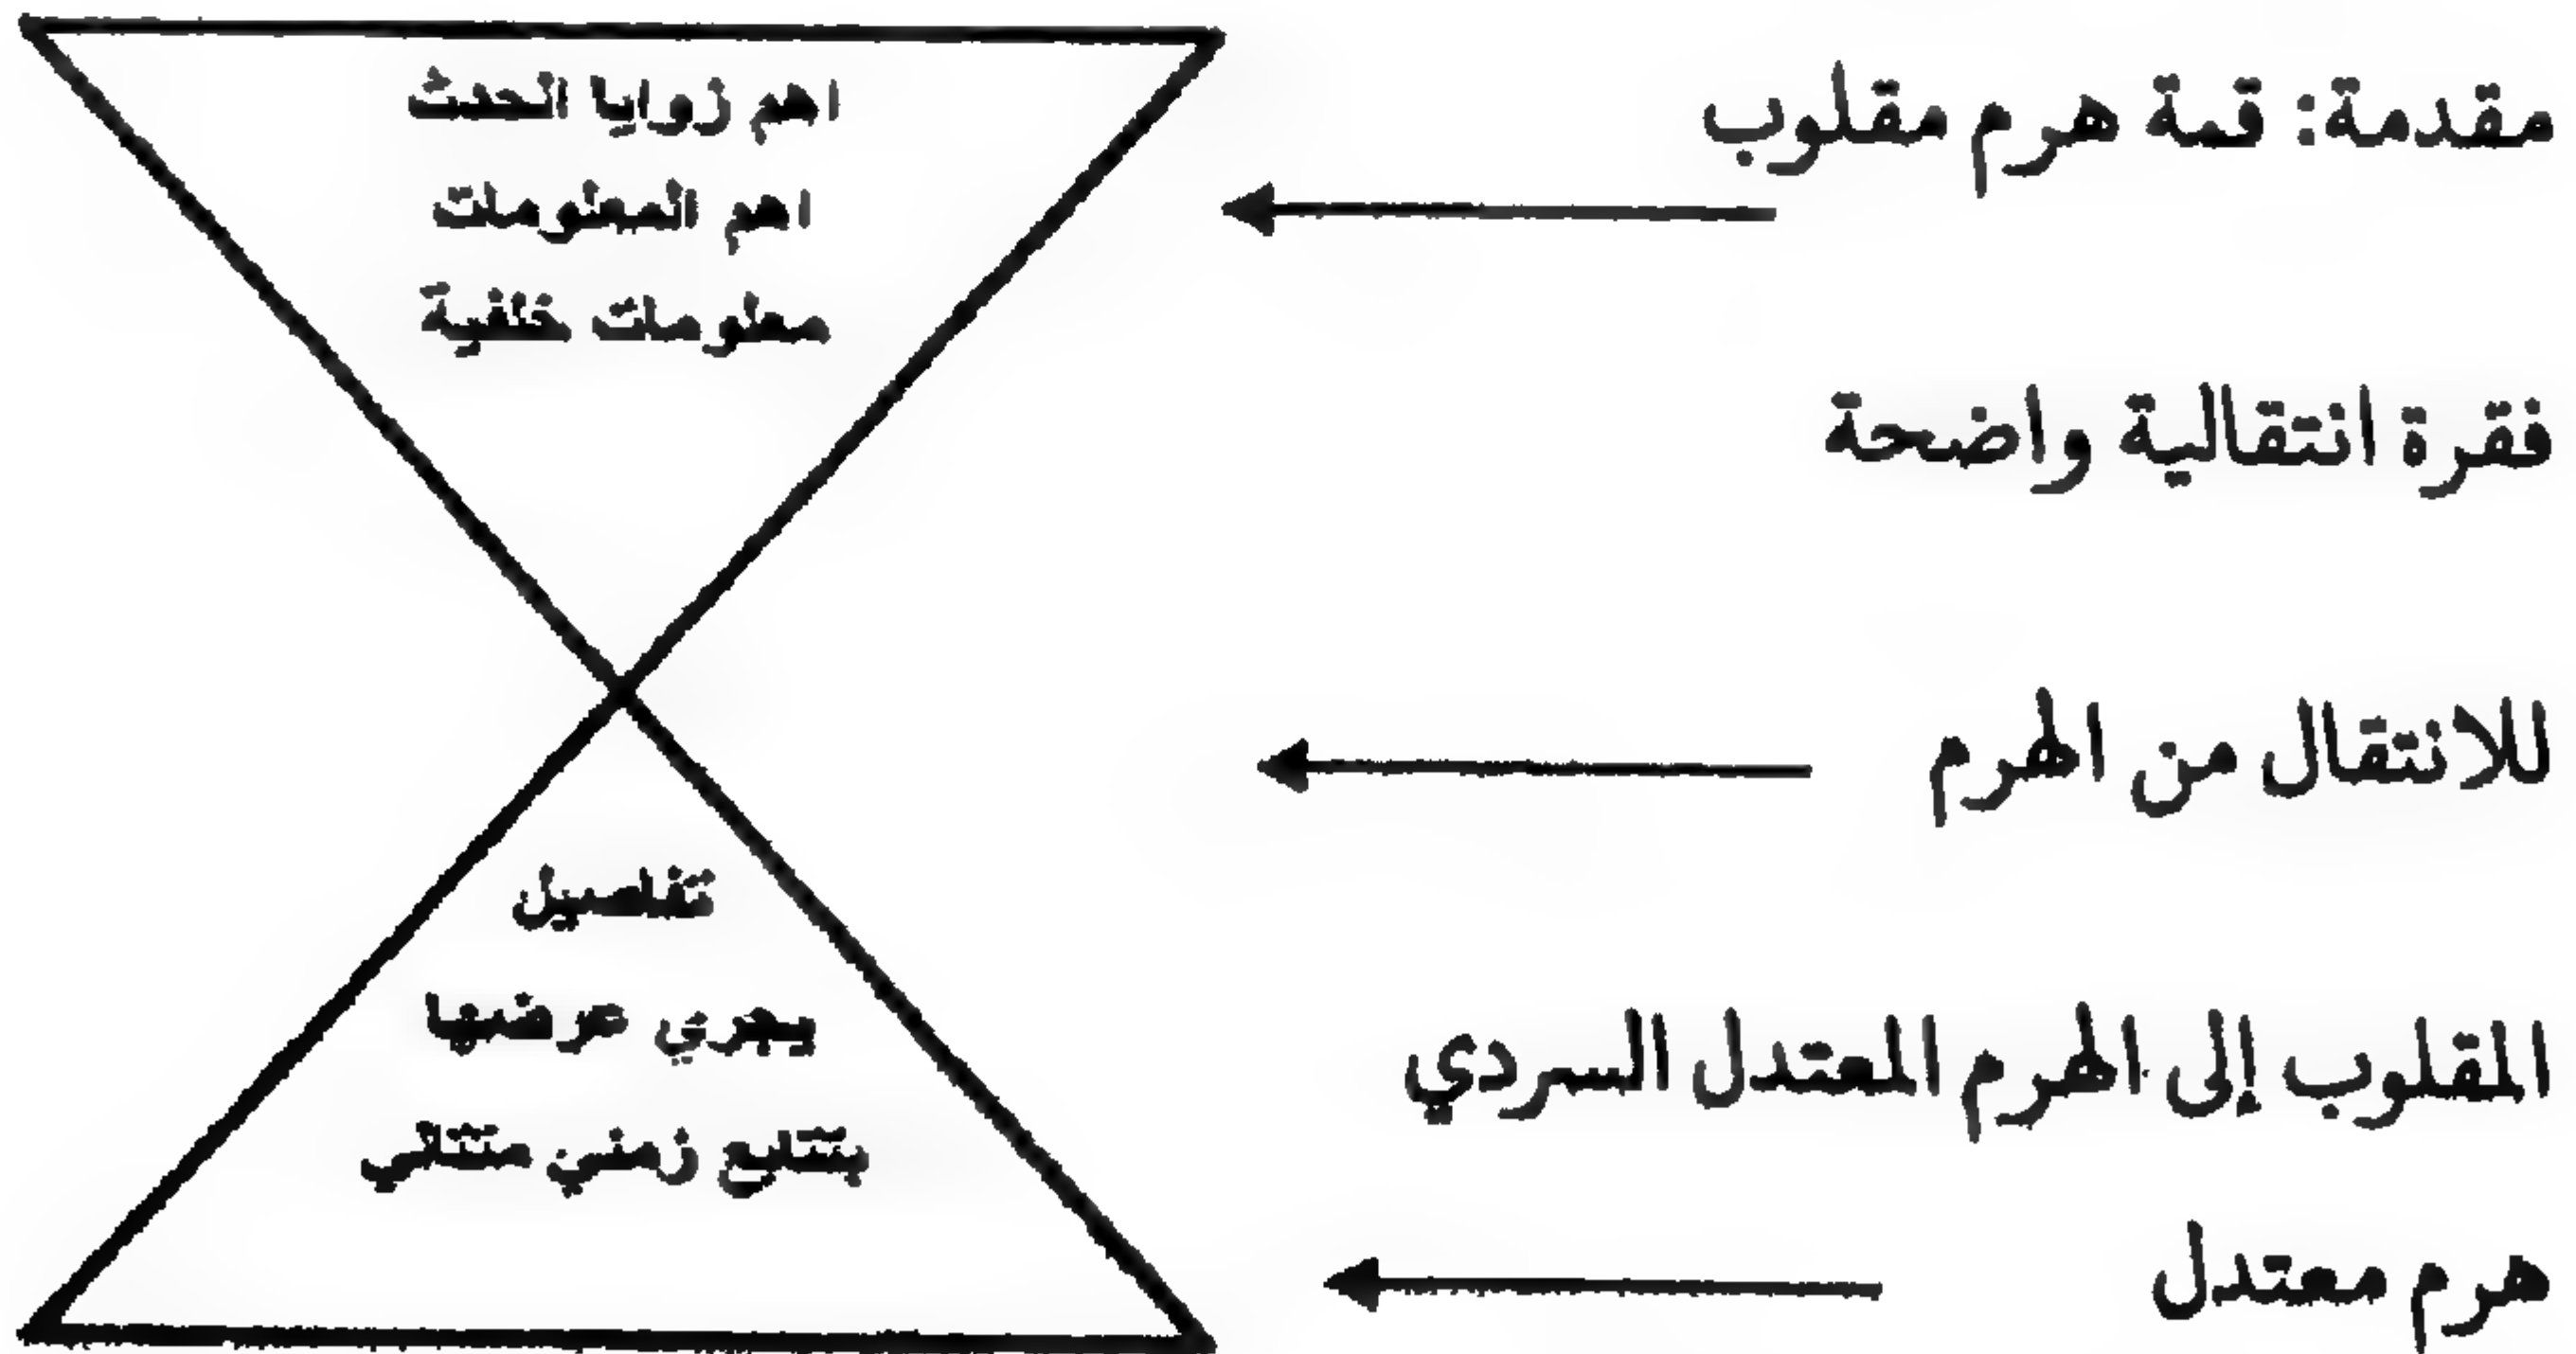 مقدمة: قمة هرم مقلوب
اهم زوايا الحدث
اهم المعلومات
معلومات خلفية
فقرة انتقالية واضحة
للانتقال من الهرم
المقلوب إلى الهرم المعتدل السردي
تفاصيل
يجري عرضها
بتتابع زمني متتالي
هرم معتدل